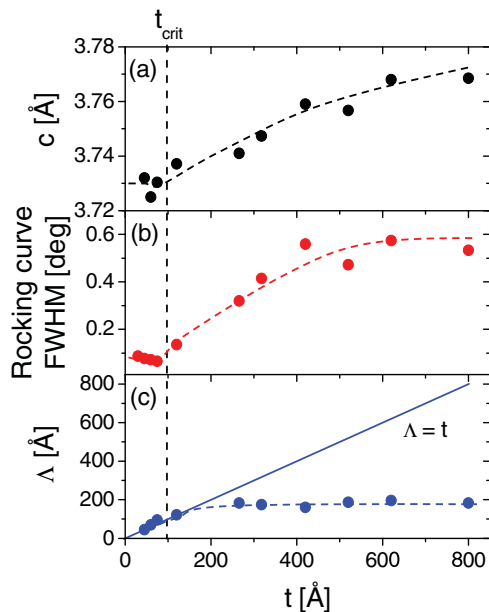 t_crit
3.78
(a)
3.76
c [Å]
3.74
3.72
(b)
0.6
Rocking curve
FWHM [deg]
0.4
0.2
800
(c)
600
Λ [Å]
400
Λ = t
200
0
0 200 400 600 800
t [Å]